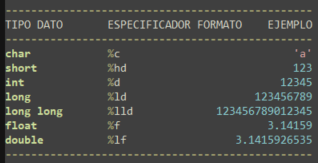 ------------------------------------------------
TIPO DATO ESPECIFICADOR FORMATO EJEMPLO
------------------------------------------------
char %c 'a'
short %hd 123
int %d 12345
long %ld 123456789
long long %lld 123456789012345
float %f 3.14159
double %lf 3.1415926535
------------------------------------------------